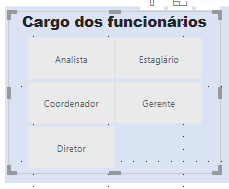 Cargo dos funcionários
Analista Estagiário
Coordenador Gerente
Diretor